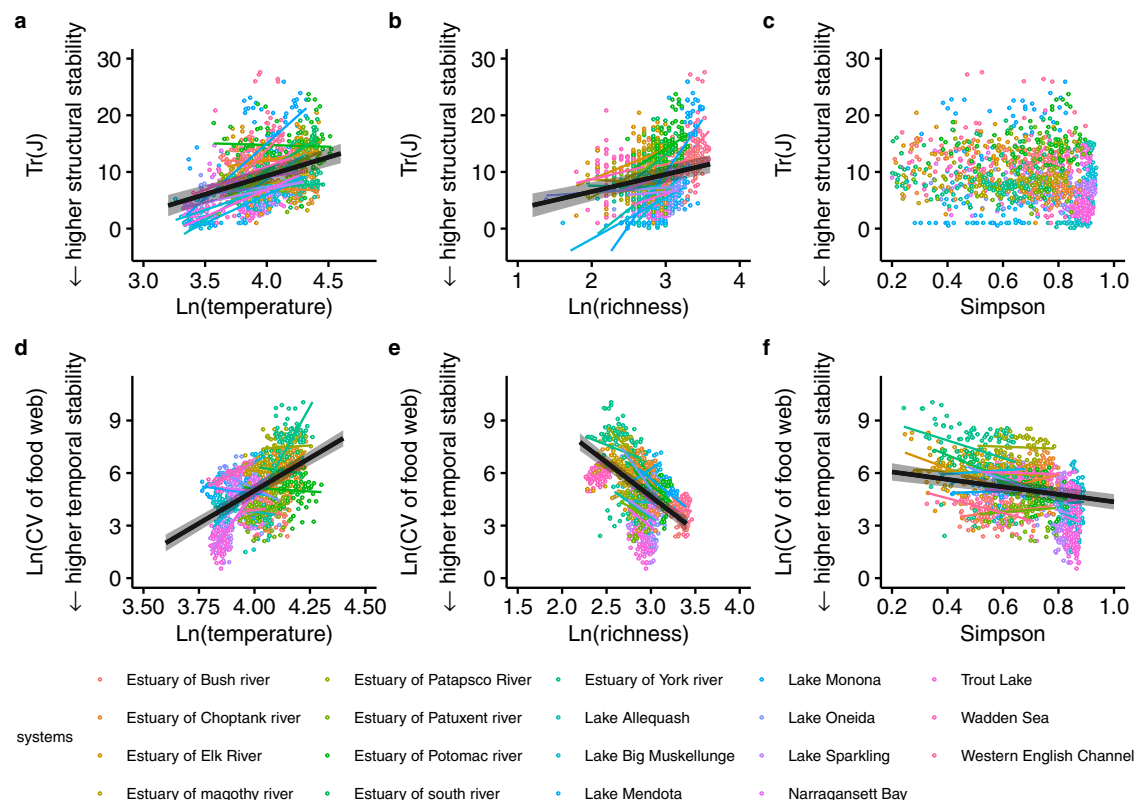 a
b
c
Tr(J)
← higher structural stability
30
20
10
0
3.0 3.5 4.0 4.5
Ln(temperature)
Tr(J)
← higher structural stability
30
20
10
0
1 2 3 4
Ln(richness)
Tr(J)
← higher structural stability
30
20
10
0
0.2 0.4 0.6 0.8 1.0
Simpson
d
e
f
Ln(CV of food web)
← higher temporal stability
9
6
3
0
3.50 3.75 4.00 4.25 4.50
Ln(temperature)
Ln(CV of food web)
← higher temporal stability
9
6
3
0
1.5 2.0 2.5 3.0 3.5 4.0
Ln(richness)
Ln(CV of food web)
← higher temporal stability
9
6
3
0
0.2 0.4 0.6 0.8 1.0
Simpson
systems
Estuary of Bush river
Estuary of Choptank river
Estuary of Elk River
Estuary of magothy river
Estuary of Patapsco River
Estuary of Patuxent river
Estuary of Potomac river
Estuary of south river
Estuary of York river
Lake Allequash
Lake Big Muskellunge
Lake Mendota
Lake Monona
Lake Oneida
Lake Sparkling
Narragansett Bay
Trout Lake
Wadden Sea
Western English Channel